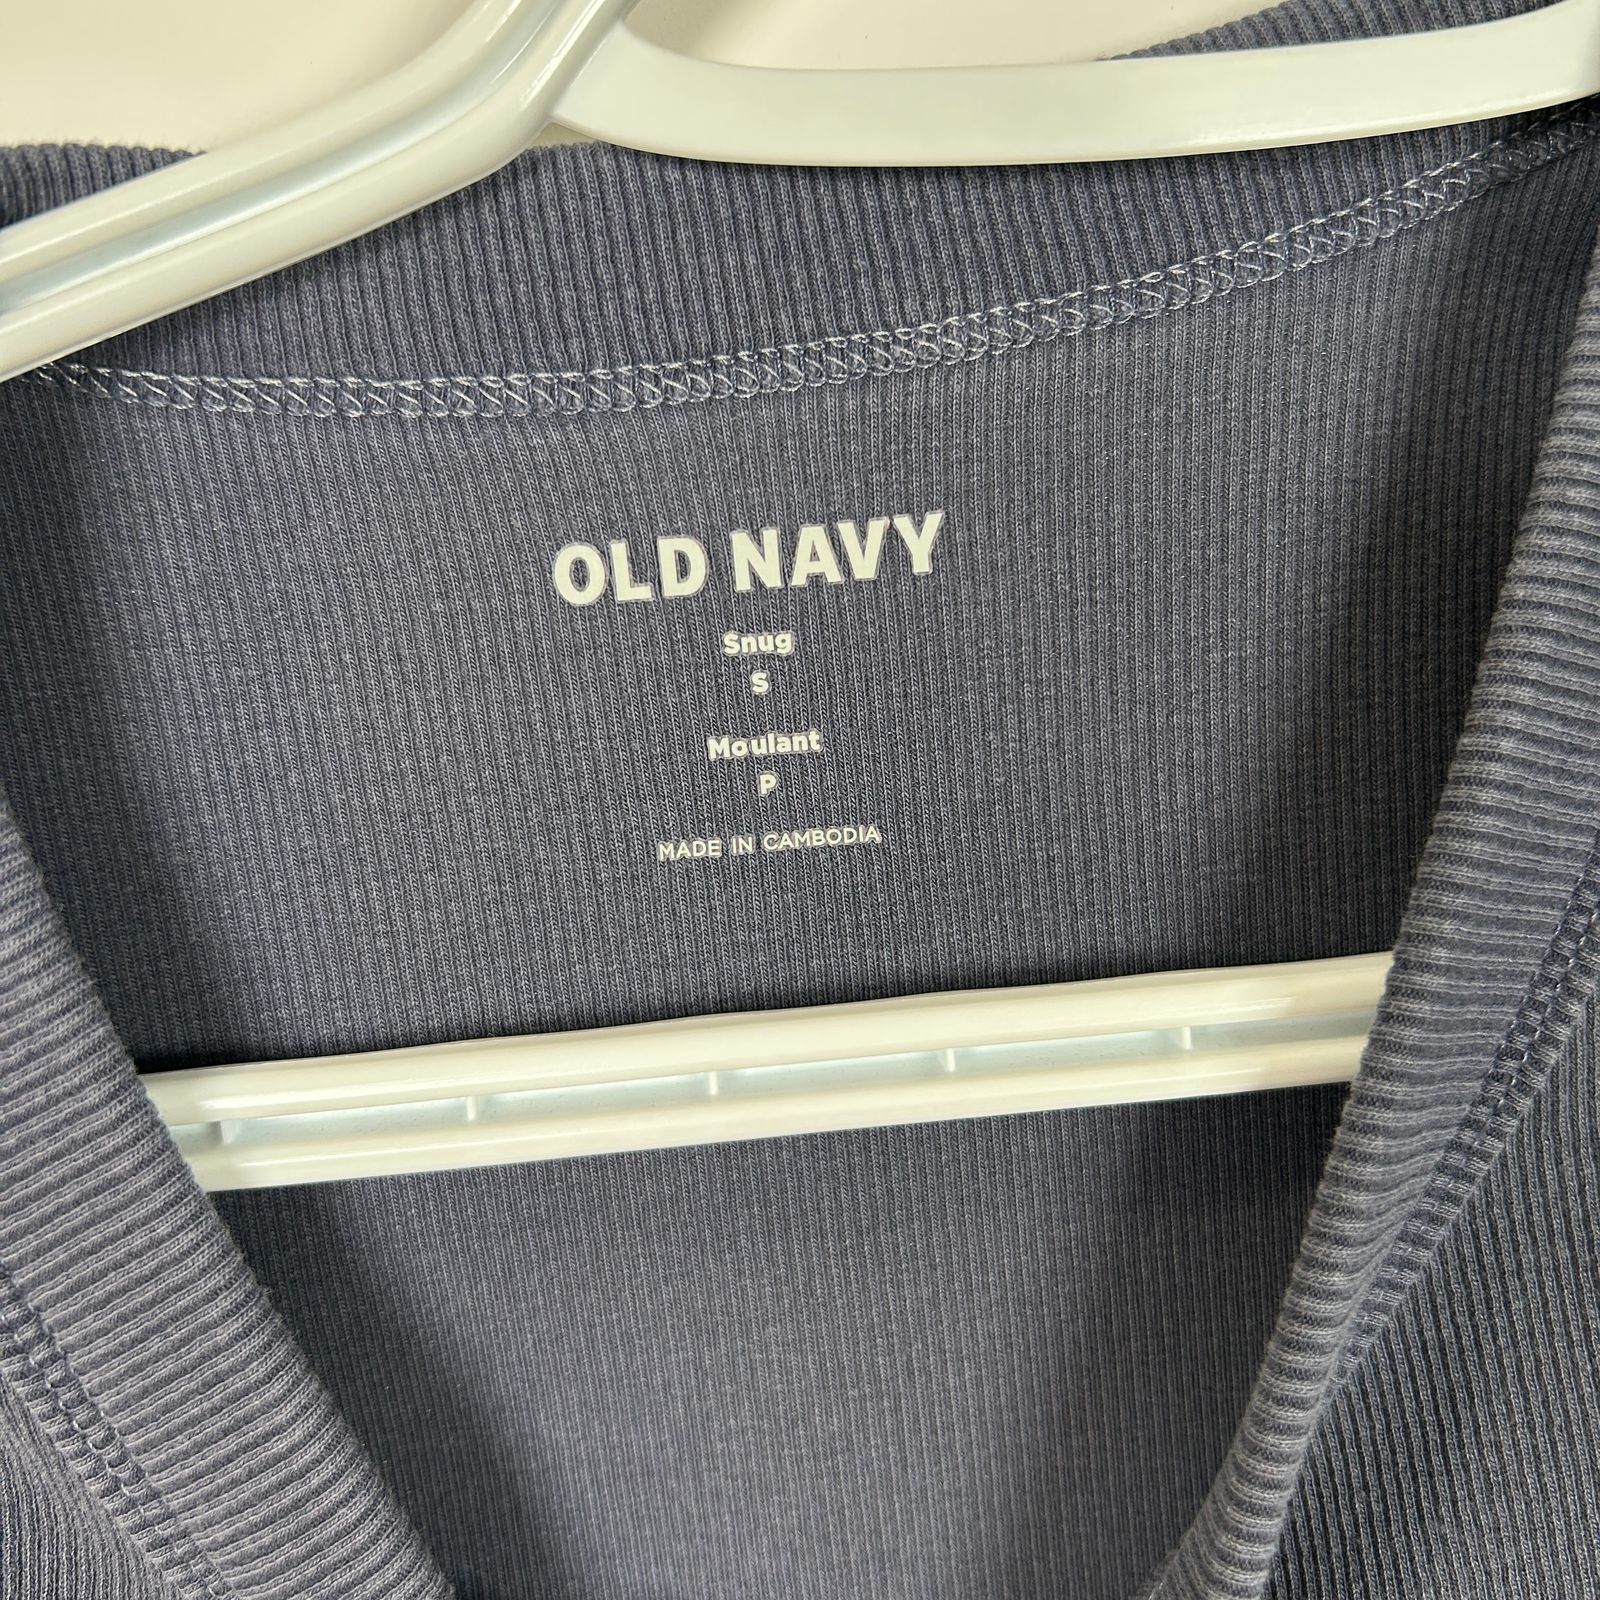 OLD NAVY
Snug
S
Moulant
P
MADE IN CAMBODIA